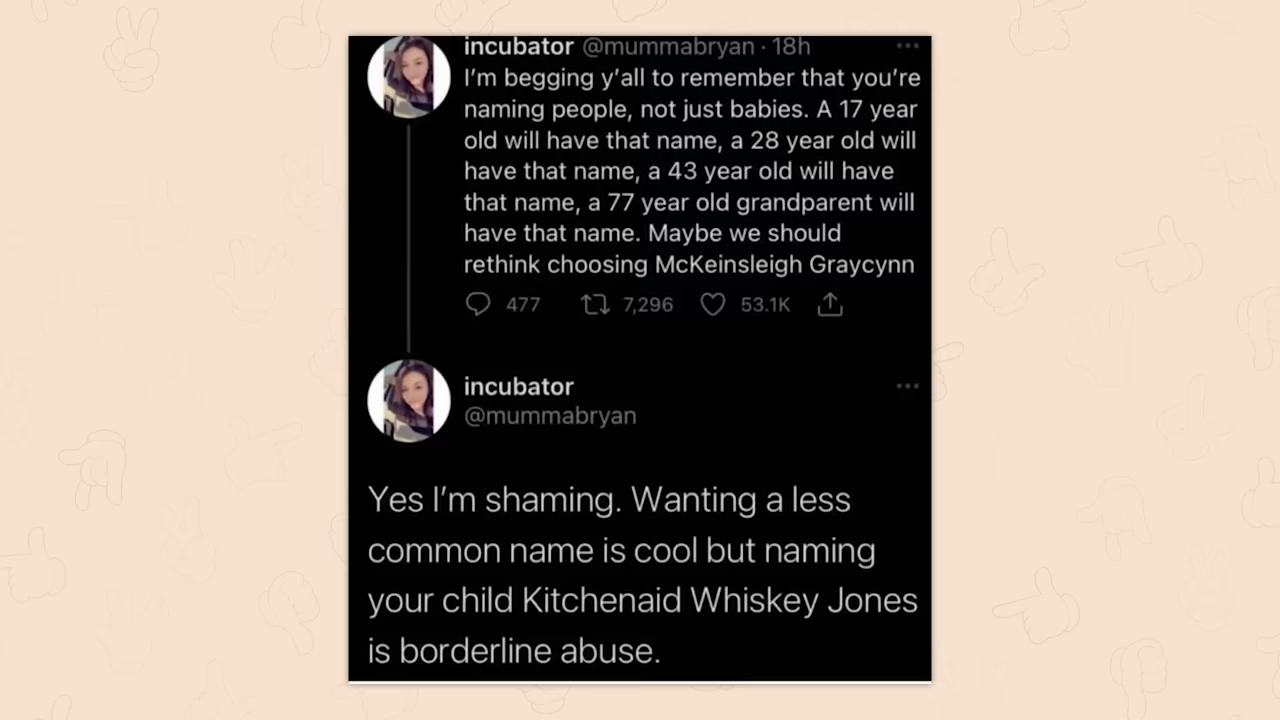 incubator @mummabryan · 18h
I'm begging y'all to remember that you're
naming people, not just babies. A 17 year
old will have that name, a 28 year old will
have that name, a 43 year old will have
that name, a 77 year old grandparent will
have that name. Maybe we should
rethink choosing McKeinsleigh Graycynn
477 7,296 53.1K
incubator
@mummabryan
Yes I'm shaming. Wanting a less
common name is cool but naming
your child Kitchenaid Whiskey Jones
is borderline abuse.